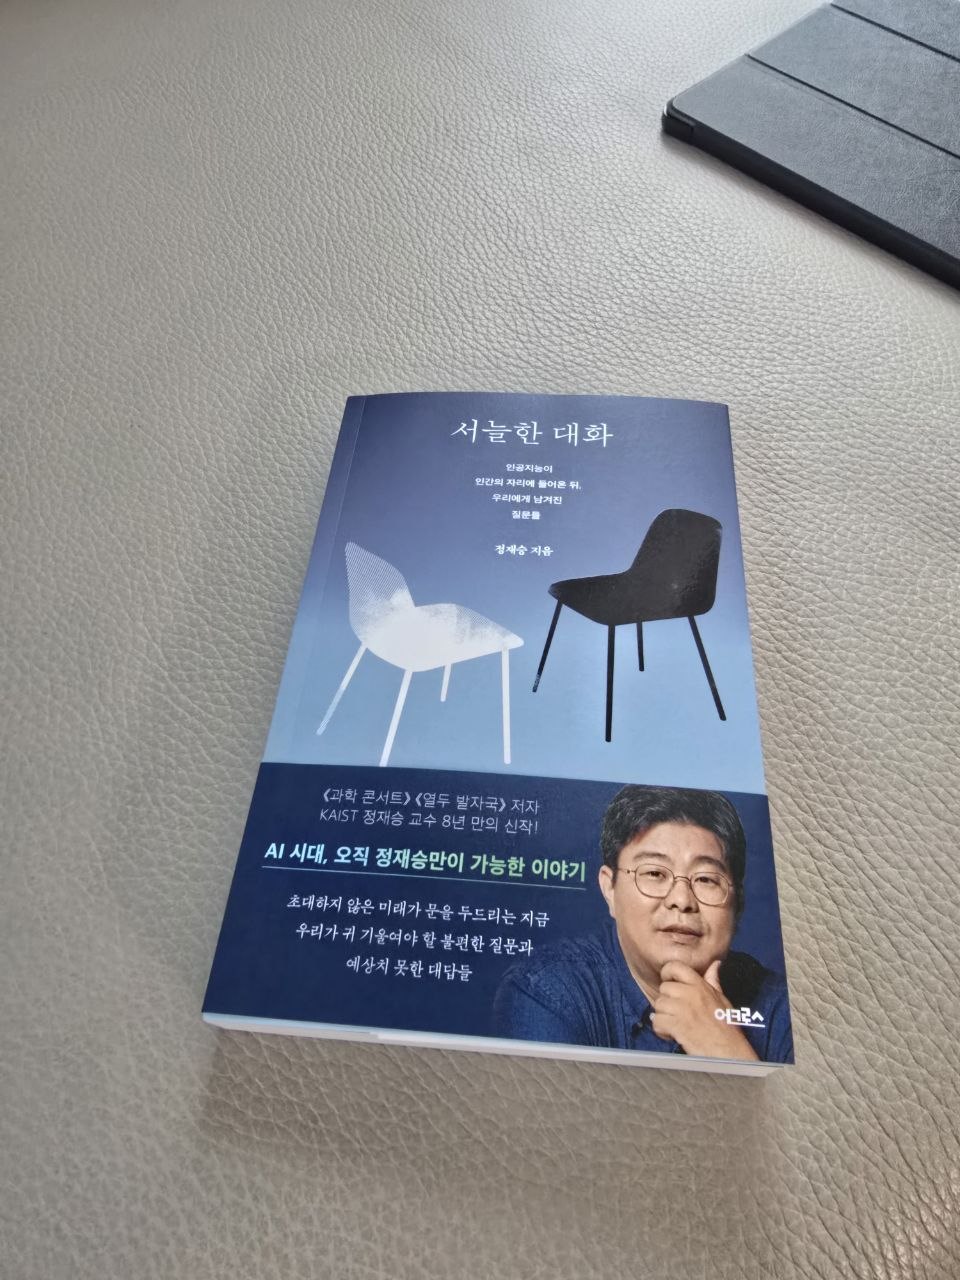 서늘한 대화
인공지능이
인간의 자리에 들어온 뒤,
우리에게 남겨진
질문들
정재승 지음
《과학 콘서트》《열두 발자국》 저자
KAIST 정재승 교수 8년 만의 신작!
AI 시대, 오직 정재승만이 가능한 이야기
초대하지 않은 미래가 문을 두드리는 지금
우리가 귀 기울여야 할 불편한 질문과
예상치 못한 대답들
어크로스